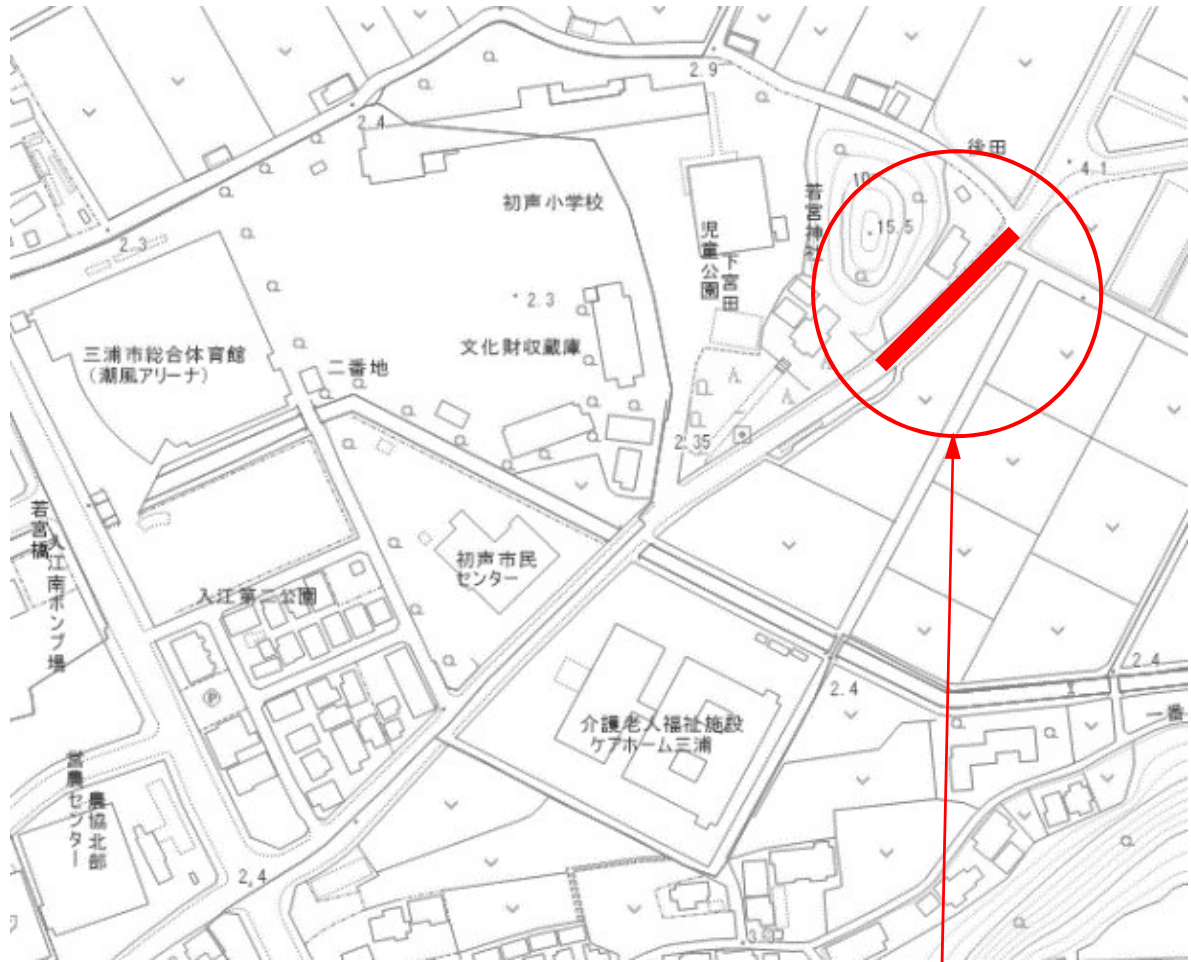 2.9
2.4
後田
10
4.1
初声小学校
若宮神社
15.5
児童公園
下宮田
2.3
2.3
三浦市総合体育館
(潮風アリーナ)
二番地
文化財収蔵庫
2.35
若宮橋
入江南ポンプ場
初声市民
センター
入江第二公園
2.4
P
2.4
介護老人福祉施設
ケアホーム三浦
一番
営農センター
農協北部
2.4
3.3